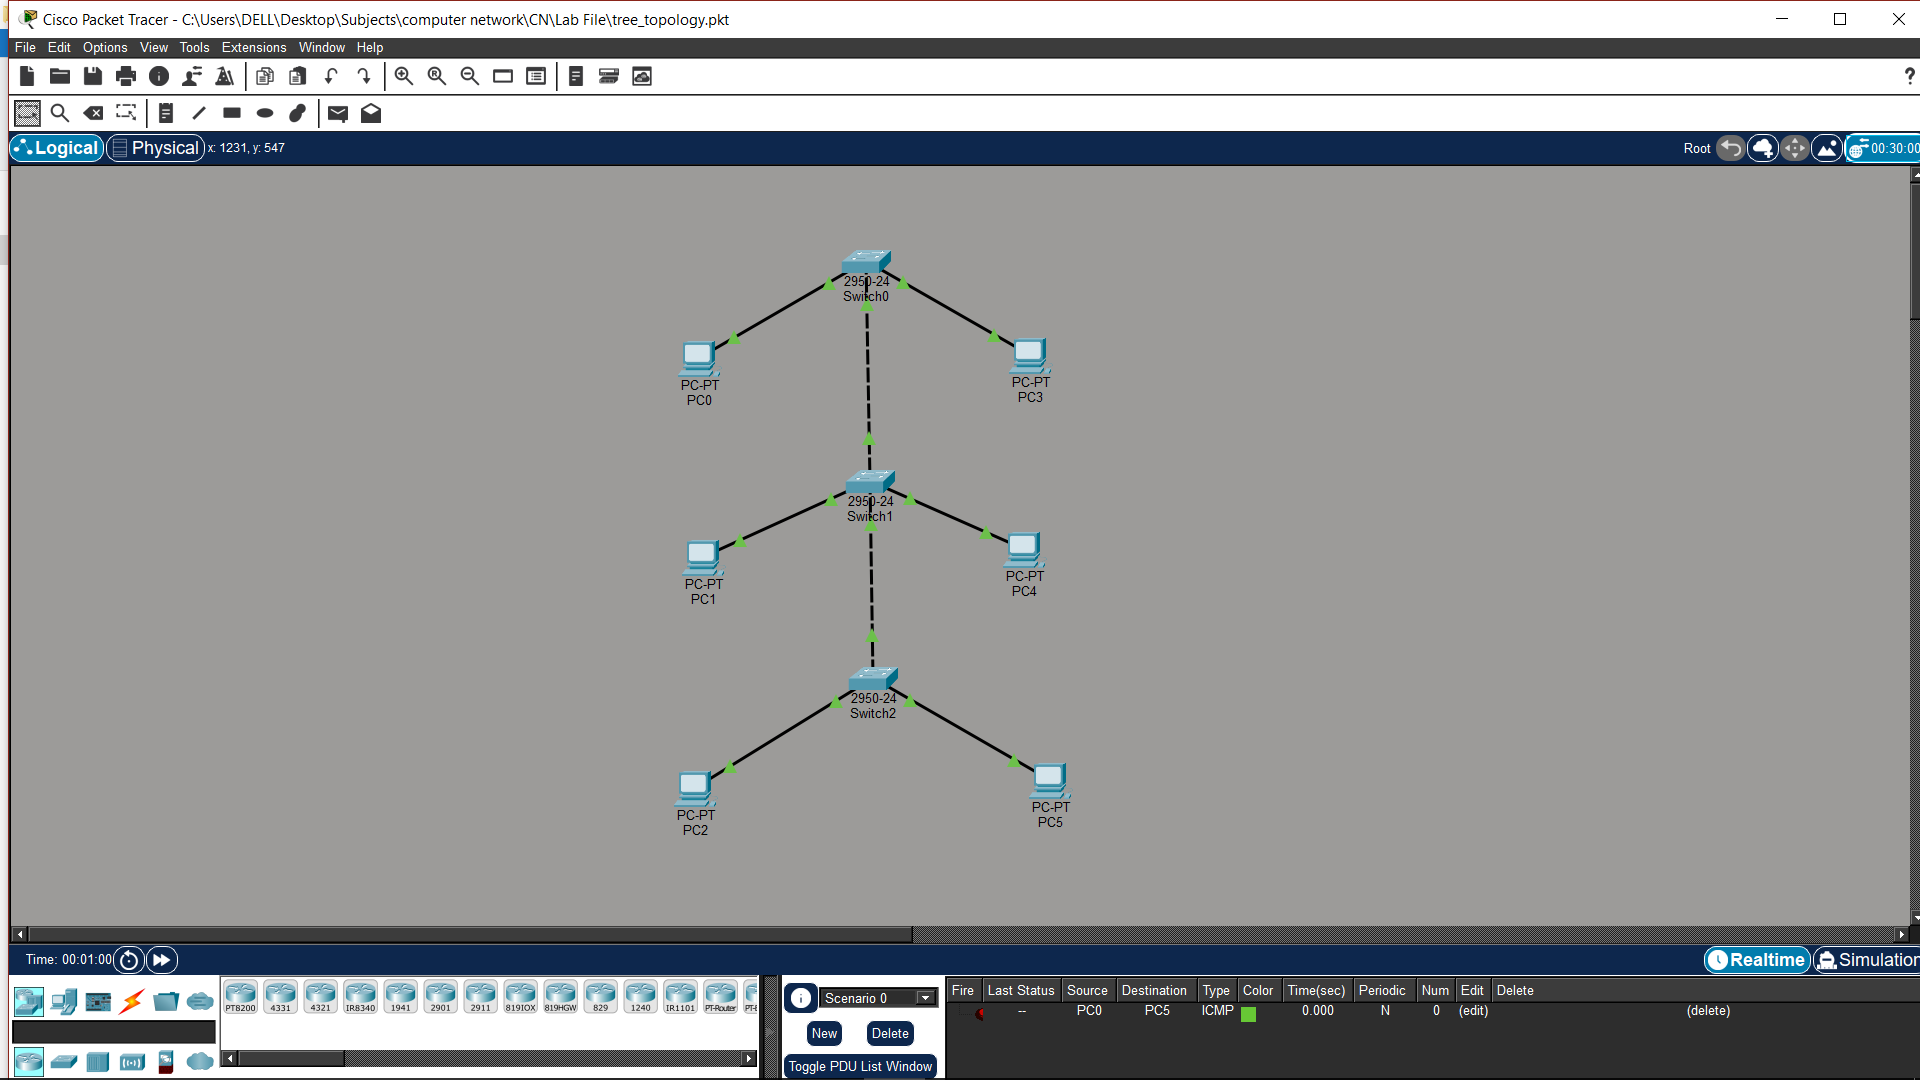 Cisco Packet Tracer - C:\Users\DELL\Desktop\Subjects\computer network\CN\Lab File\tree_topology.pkt
File Edit Options View Tools Extensions Window Help
?
Logical Physical x: 1231, y: 547 Root 00:30:00
2950-24
Switch0
PC-PT
PC0
PC-PT
PC3
2950-24
Switch1
PC-PT
PC1
PC-PT
PC4
2950-24
Switch2
PC-PT
PC2
PC-PT
PC5
Time: 00:01:00 Realtime Simulation
PT8200 4331 4321 IR8340 1941 2901 2911 819IOX 819HGW 829 1240 IR1101 PT-Router
Scenario 0
New Delete
Toggle PDU List Window
Fire Last Status Source Destination Type Color Time(sec) Periodic Num Edit Delete
-- PC0 PC5 ICMP 0.000 N 0 (edit) (delete)